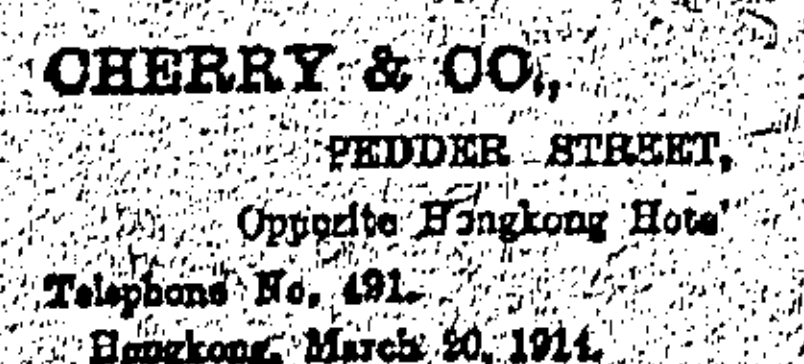 CHERRY & CO.,
PEDDER STREET,
Opposite Hongkong Hotel
Telephone No. 491.
Hongkong, March 20, 1914.